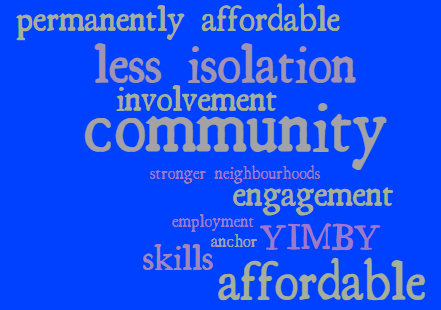 permanently affordable
less isolation
involvement
community
stronger neighbourhoods
engagement
employment
anchor YIMBY
skills
affordable